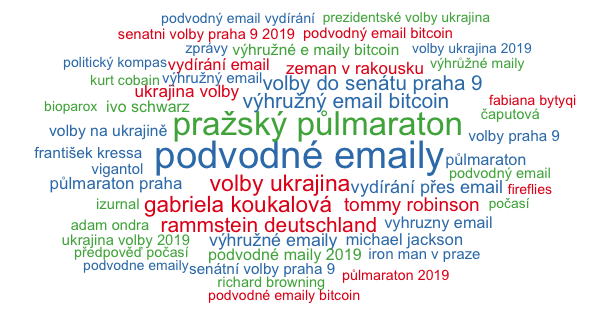 podvodný email vydírání prezidentské volby ukrajina
senatni volby praha 9 2019 podvodný email bitcoin
zprávy výhružné e maily bitcoin volby ukrajina 2019
politický kompas vydírání email zeman v rakousku výhrůžné maily
kurt cobain výhružný email volby do senátu praha 9
ukrajina volby výhružný email bitcoin fabiana bytyqi
bioparox ivo schwarz čaputová
volby na ukrajině pražský půlmaraton volby praha 9
františek kressa podvodné emaily půlmaraton
vigantol podvodný email
půlmaraton praha volby ukrajina vydírání přes email fireflies
izurnal gabriela koukalová tommy robinson počasí
adam ondra rammstein deutschland vyhruzny email
ukrajina volby 2019 výhružné emaily michael jackson
předpověď počasí podvodné maily 2019 iron man v praze
podvodne emaily senátní volby praha 9 půlmaraton 2019
richard browning
podvodné emaily bitcoin